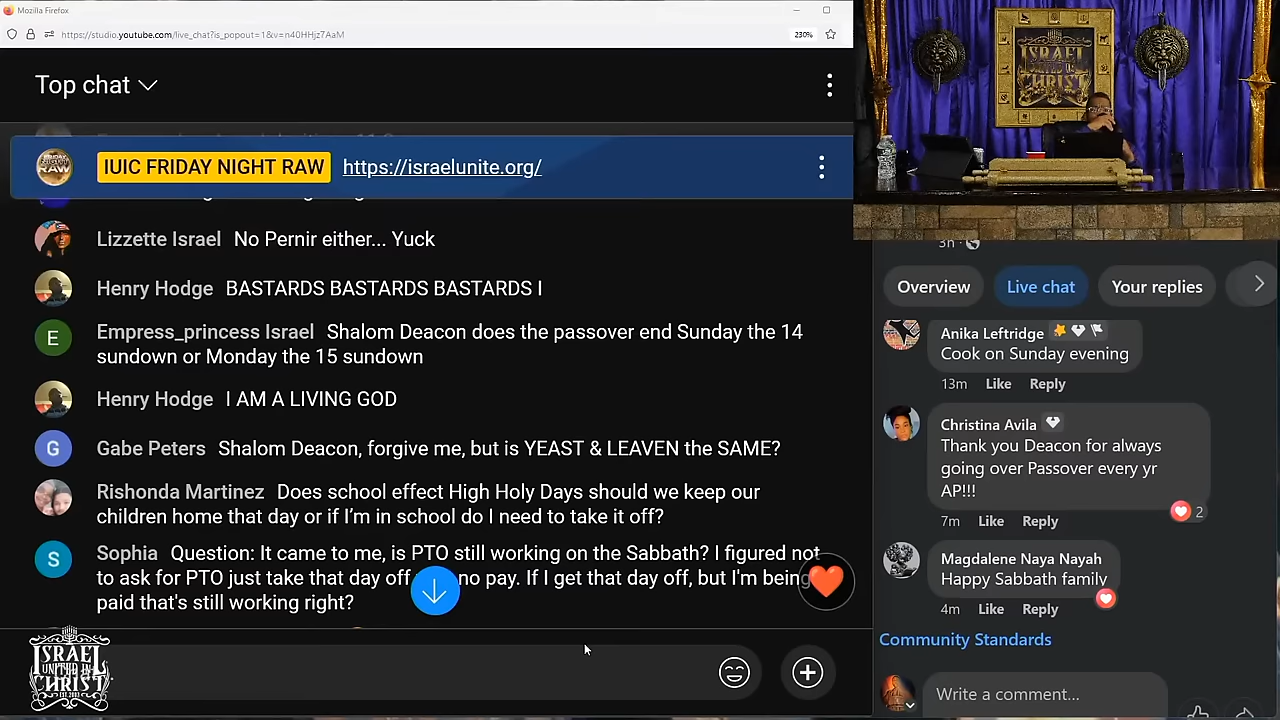 Mozilla Firefox
https://studio.youtube.com/live_chat?is_popout=1&v=n40HHjz7AaM
230%
Top chat
IUIC FRIDAY NIGHT RAW https://israelunite.org/
Lizzette Israel No Pernir either... Yuck
Henry Hodge BASTARDS BASTARDS BASTARDS I
E
Empress_princess Israel Shalom Deacon does the passover end Sunday the 14
sundown or Monday the 15 sundown
Henry Hodge I AM A LIVING GOD
G
Gabe Peters Shalom Deacon, forgive me, but is YEAST & LEAVEN the SAME?
Rishonda Martinez Does school effect High Holy Days should we keep our
children home that day or if I'm in school do I need to take it off?
S
Sophia Question: It came to me, is PTO still working on the Sabbath? I figured not
to ask for PTO just take that day off no pay. If I get that day off, but I'm being
paid that's still working right?
ISRAEL
UNITED IN
CHRIST
ISRAEL
UNITED IN
CHRIST
3h
Overview
Live chat
Your replies
Anika Leftridge
Cook on Sunday evening
13m Like Reply
Christina Avila
Thank you Deacon for always
going over Passover every yr
AP!!!
2
7m Like Reply
Magdalene Naya Nayah
Happy Sabbath family
4m Like Reply
Community Standards
Write a comment...